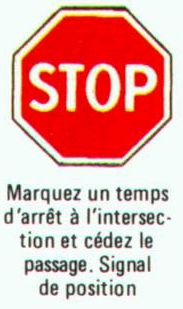 STOP
Marquez un temps
d'arrêt à l'intersec-
tion et cédez le
passage. Signal
de position